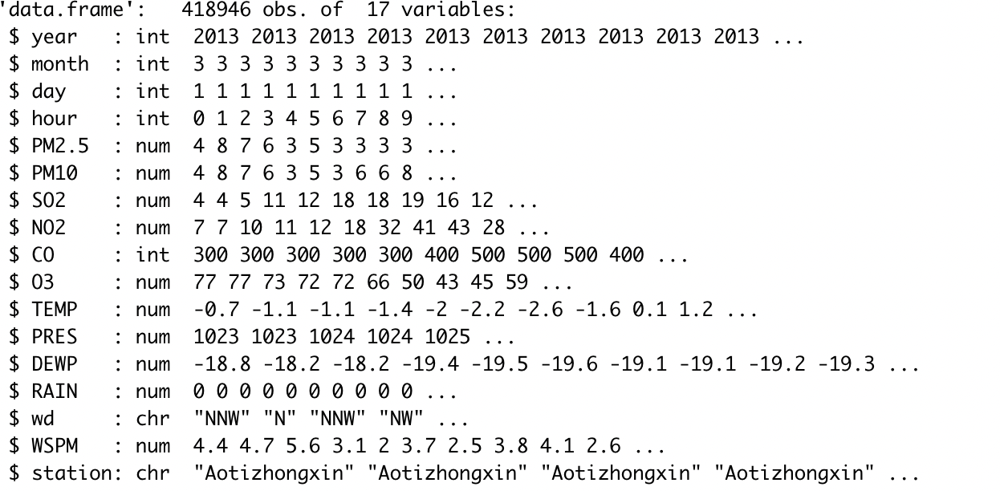 'data.frame':   418946 obs. of  17 variables:
 $ year   : int  2013 2013 2013 2013 2013 2013 2013 2013 2013 2013 ...
 $ month  : int  3 3 3 3 3 3 3 3 3 3 ...
 $ day    : int  1 1 1 1 1 1 1 1 1 1 ...
 $ hour   : int  0 1 2 3 4 5 6 7 8 9 ...
 $ PM2.5  : num  4 8 7 6 3 5 3 3 3 3 ...
 $ PM10   : num  4 8 7 6 3 5 3 6 6 8 ...
 $ SO2    : num  4 4 5 11 12 18 18 19 16 12 ...
 $ NO2    : num  7 7 10 11 12 18 32 41 43 28 ...
 $ CO     : int  300 300 300 300 300 400 500 500 500 400 ...
 $ O3     : num  77 77 73 72 72 66 50 43 45 59 ...
 $ TEMP   : num  -0.7 -1.1 -1.1 -1.4 -2 -2.2 -2.6 -1.6 0.1 1.2 ...
 $ PRES   : num  1023 1023 1024 1024 1025 ...
 $ DEWP   : num  -18.8 -18.2 -18.2 -19.4 -19.5 -19.6 -19.1 -19.1 -19.2 -19.3 ...
 $ RAIN   : num  0 0 0 0 0 0 0 0 0 0 ...
 $ wd     : chr  "NNW" "N" "NNW" "NW" ...
 $ WSPM   : num  4.4 4.7 5.6 3.1 2 3.7 2.5 3.8 4.1 2.6 ...
 $ station: chr  "Aotizhongxin" "Aotizhongxin" "Aotizhongxin" "Aotizhongxin" ...